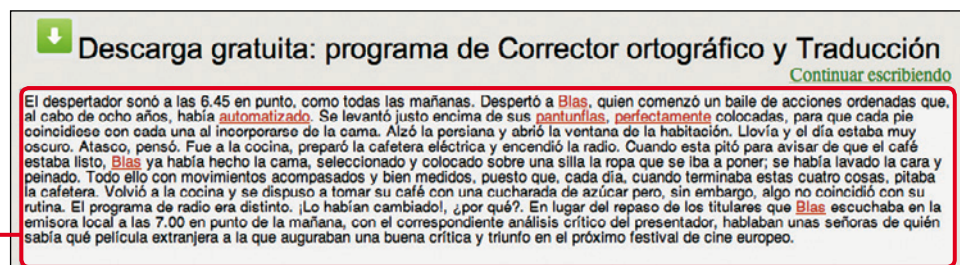 Descarga gratuita: programa de Corrector ortográfico y Traducción
Continuar escribiendo
El despertador sonó a las 6.45 en punto, como todas las mañanas. Despertó a Blas, quien comenzó un baile de acciones ordenadas que,
al cabo de ocho años, había automatizado. Se levantó justo encima de sus pantunflas, perfectamente colocadas, para que cada pie
coincidiese con cada una al incorporarse de la cama. Alzó la persiana y abrió la ventana de la habitación. Llovía y el día estaba muy
oscuro. Atasco, pensó. Fue a la cocina, preparó la cafetera eléctrica y encendió la radio. Cuando esta pitó para avisar de que el café
estaba listo, Blas ya había hecho la cama, seleccionado y colocado sobre una silla la ropa que se iba a poner; se había lavado la cara y
peinado. Todo ello con movimientos acompasados y bien medidos, puesto que, cada día, cuando terminaba estas cuatro cosas, pitaba
la cafetera. Volvió a la cocina y se dispuso a tomar su café con una cucharada de azúcar pero, sin embargo, algo no coincidió con su
rutina. El programa de radio era distinto. ¡Lo habían cambiado!, ¿por qué?. En lugar del repaso de los titulares que Blas escuchaba en la
emisora local a las 7.00 en punto de la mañana, con el correspondiente análisis crítico del presentador, hablaban unas señoras de quién
sabía qué película extranjera a la que auguraban una buena crítica y triunfo en el próximo festival de cine europeo.